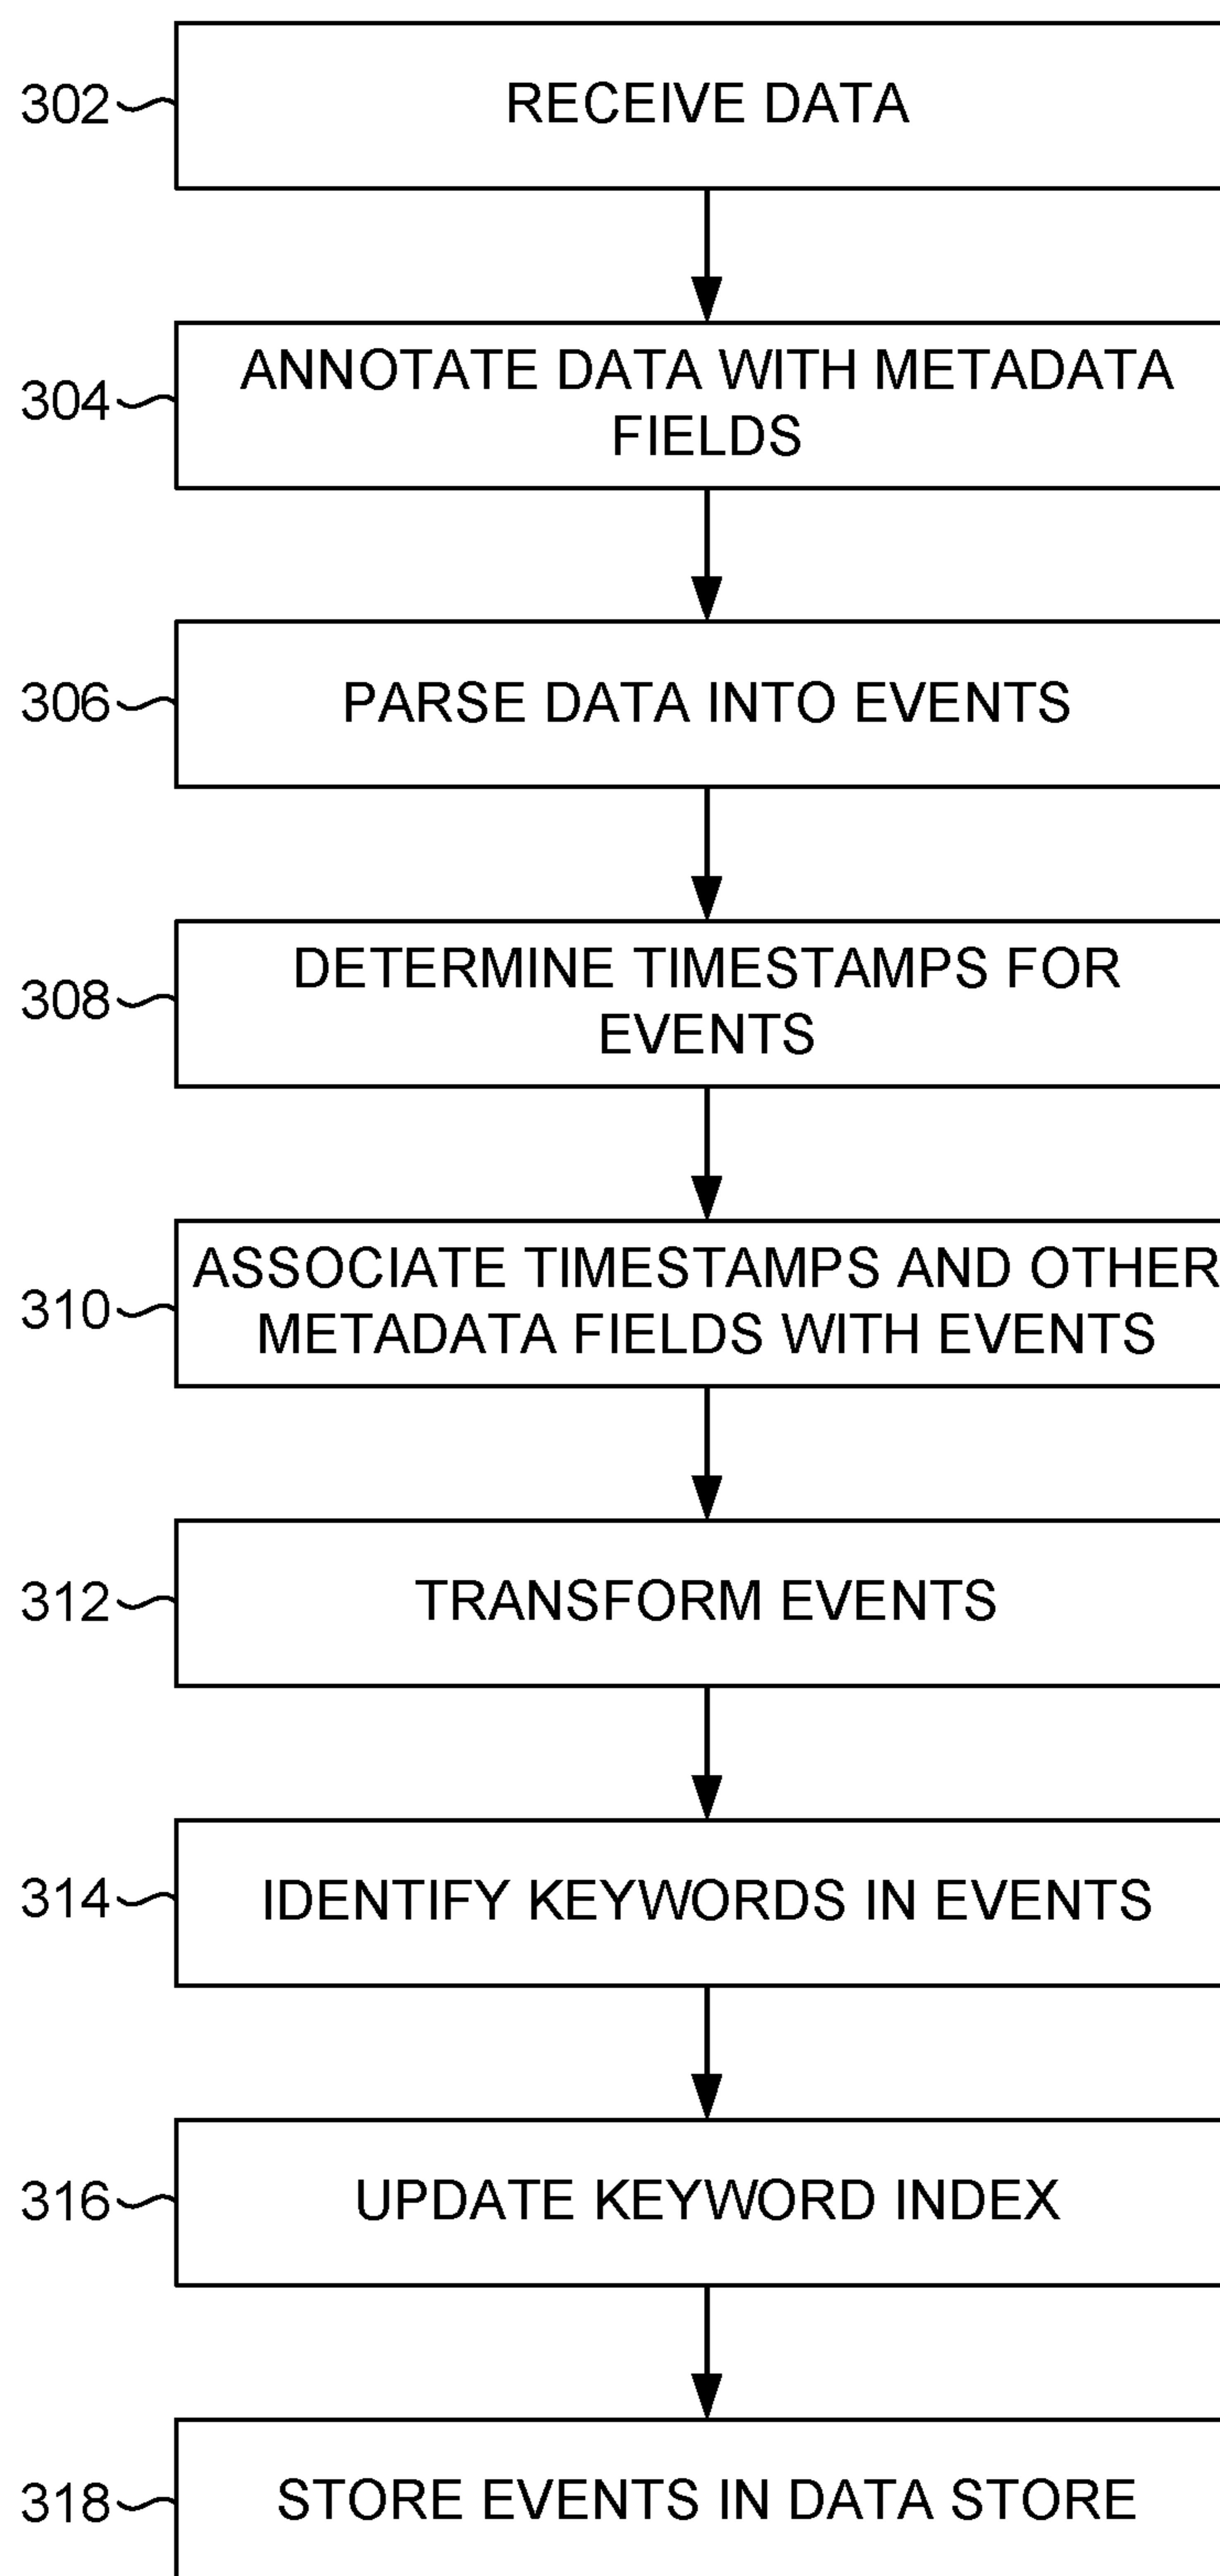 302
RECEIVE DATA
304
ANNOTATE DATA WITH METADATA
FIELDS
306
PARSE DATA INTO EVENTS
308
DETERMINE TIMESTAMPS FOR
EVENTS
310
ASSOCIATE TIMESTAMPS AND OTHER
METADATA FIELDS WITH EVENTS
312
TRANSFORM EVENTS
314
IDENTIFY KEYWORDS IN EVENTS
316
UPDATE KEYWORD INDEX
318
STORE EVENTS IN DATA STORE